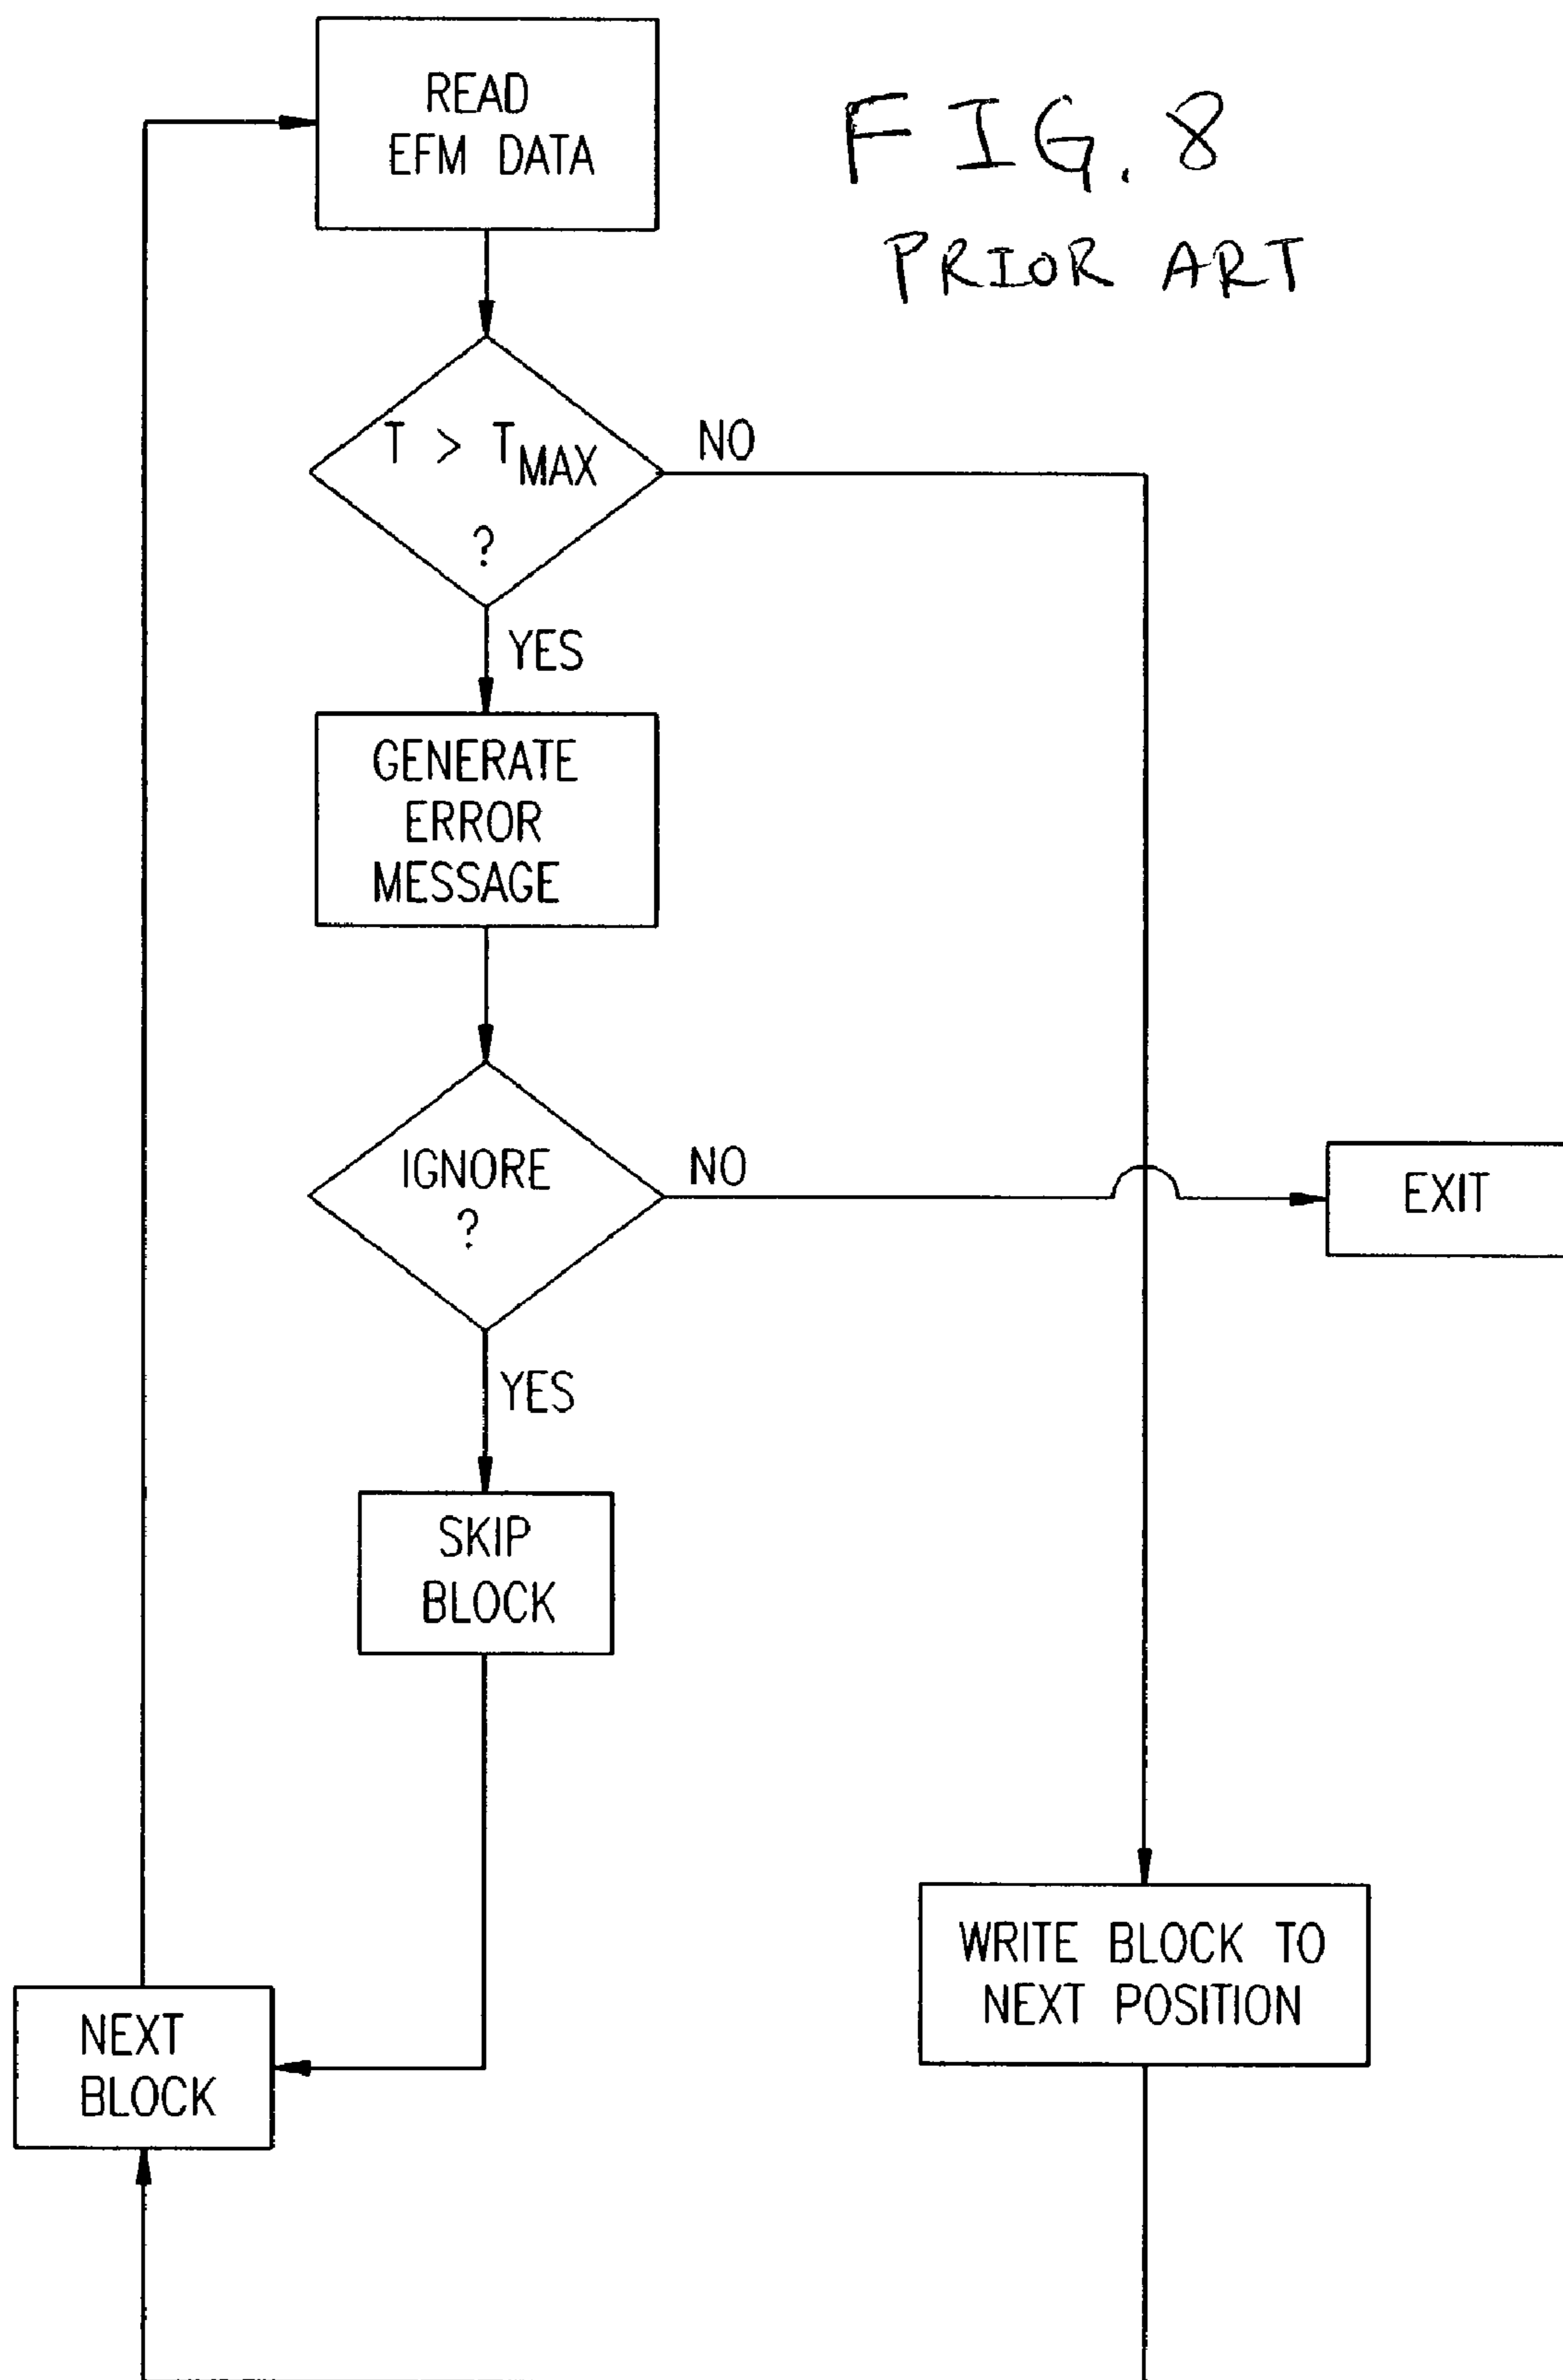 READ
EFM DATA
FIG. 8
PRIOR ART
T > TMAX
?
NO
YES
GENERATE
ERROR
MESSAGE
IGNORE
?
NO
EXIT
YES
SKIP
BLOCK
WRITE BLOCK TO
NEXT POSITION
NEXT
BLOCK